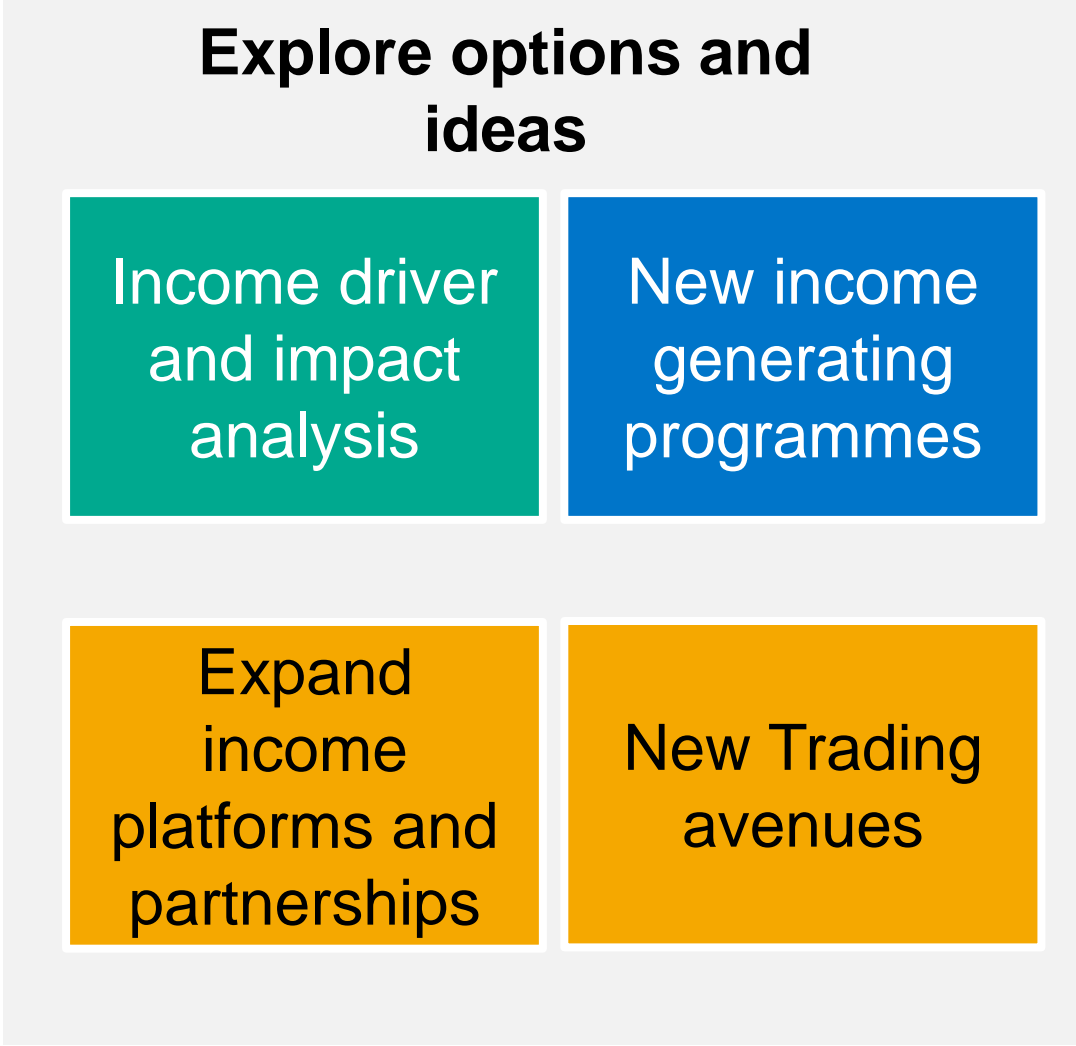 Explore options and
ideas
Income driver
and impact
analysis
New income
generating
programmes
Expand
income
platforms and
partnerships
New Trading
avenues